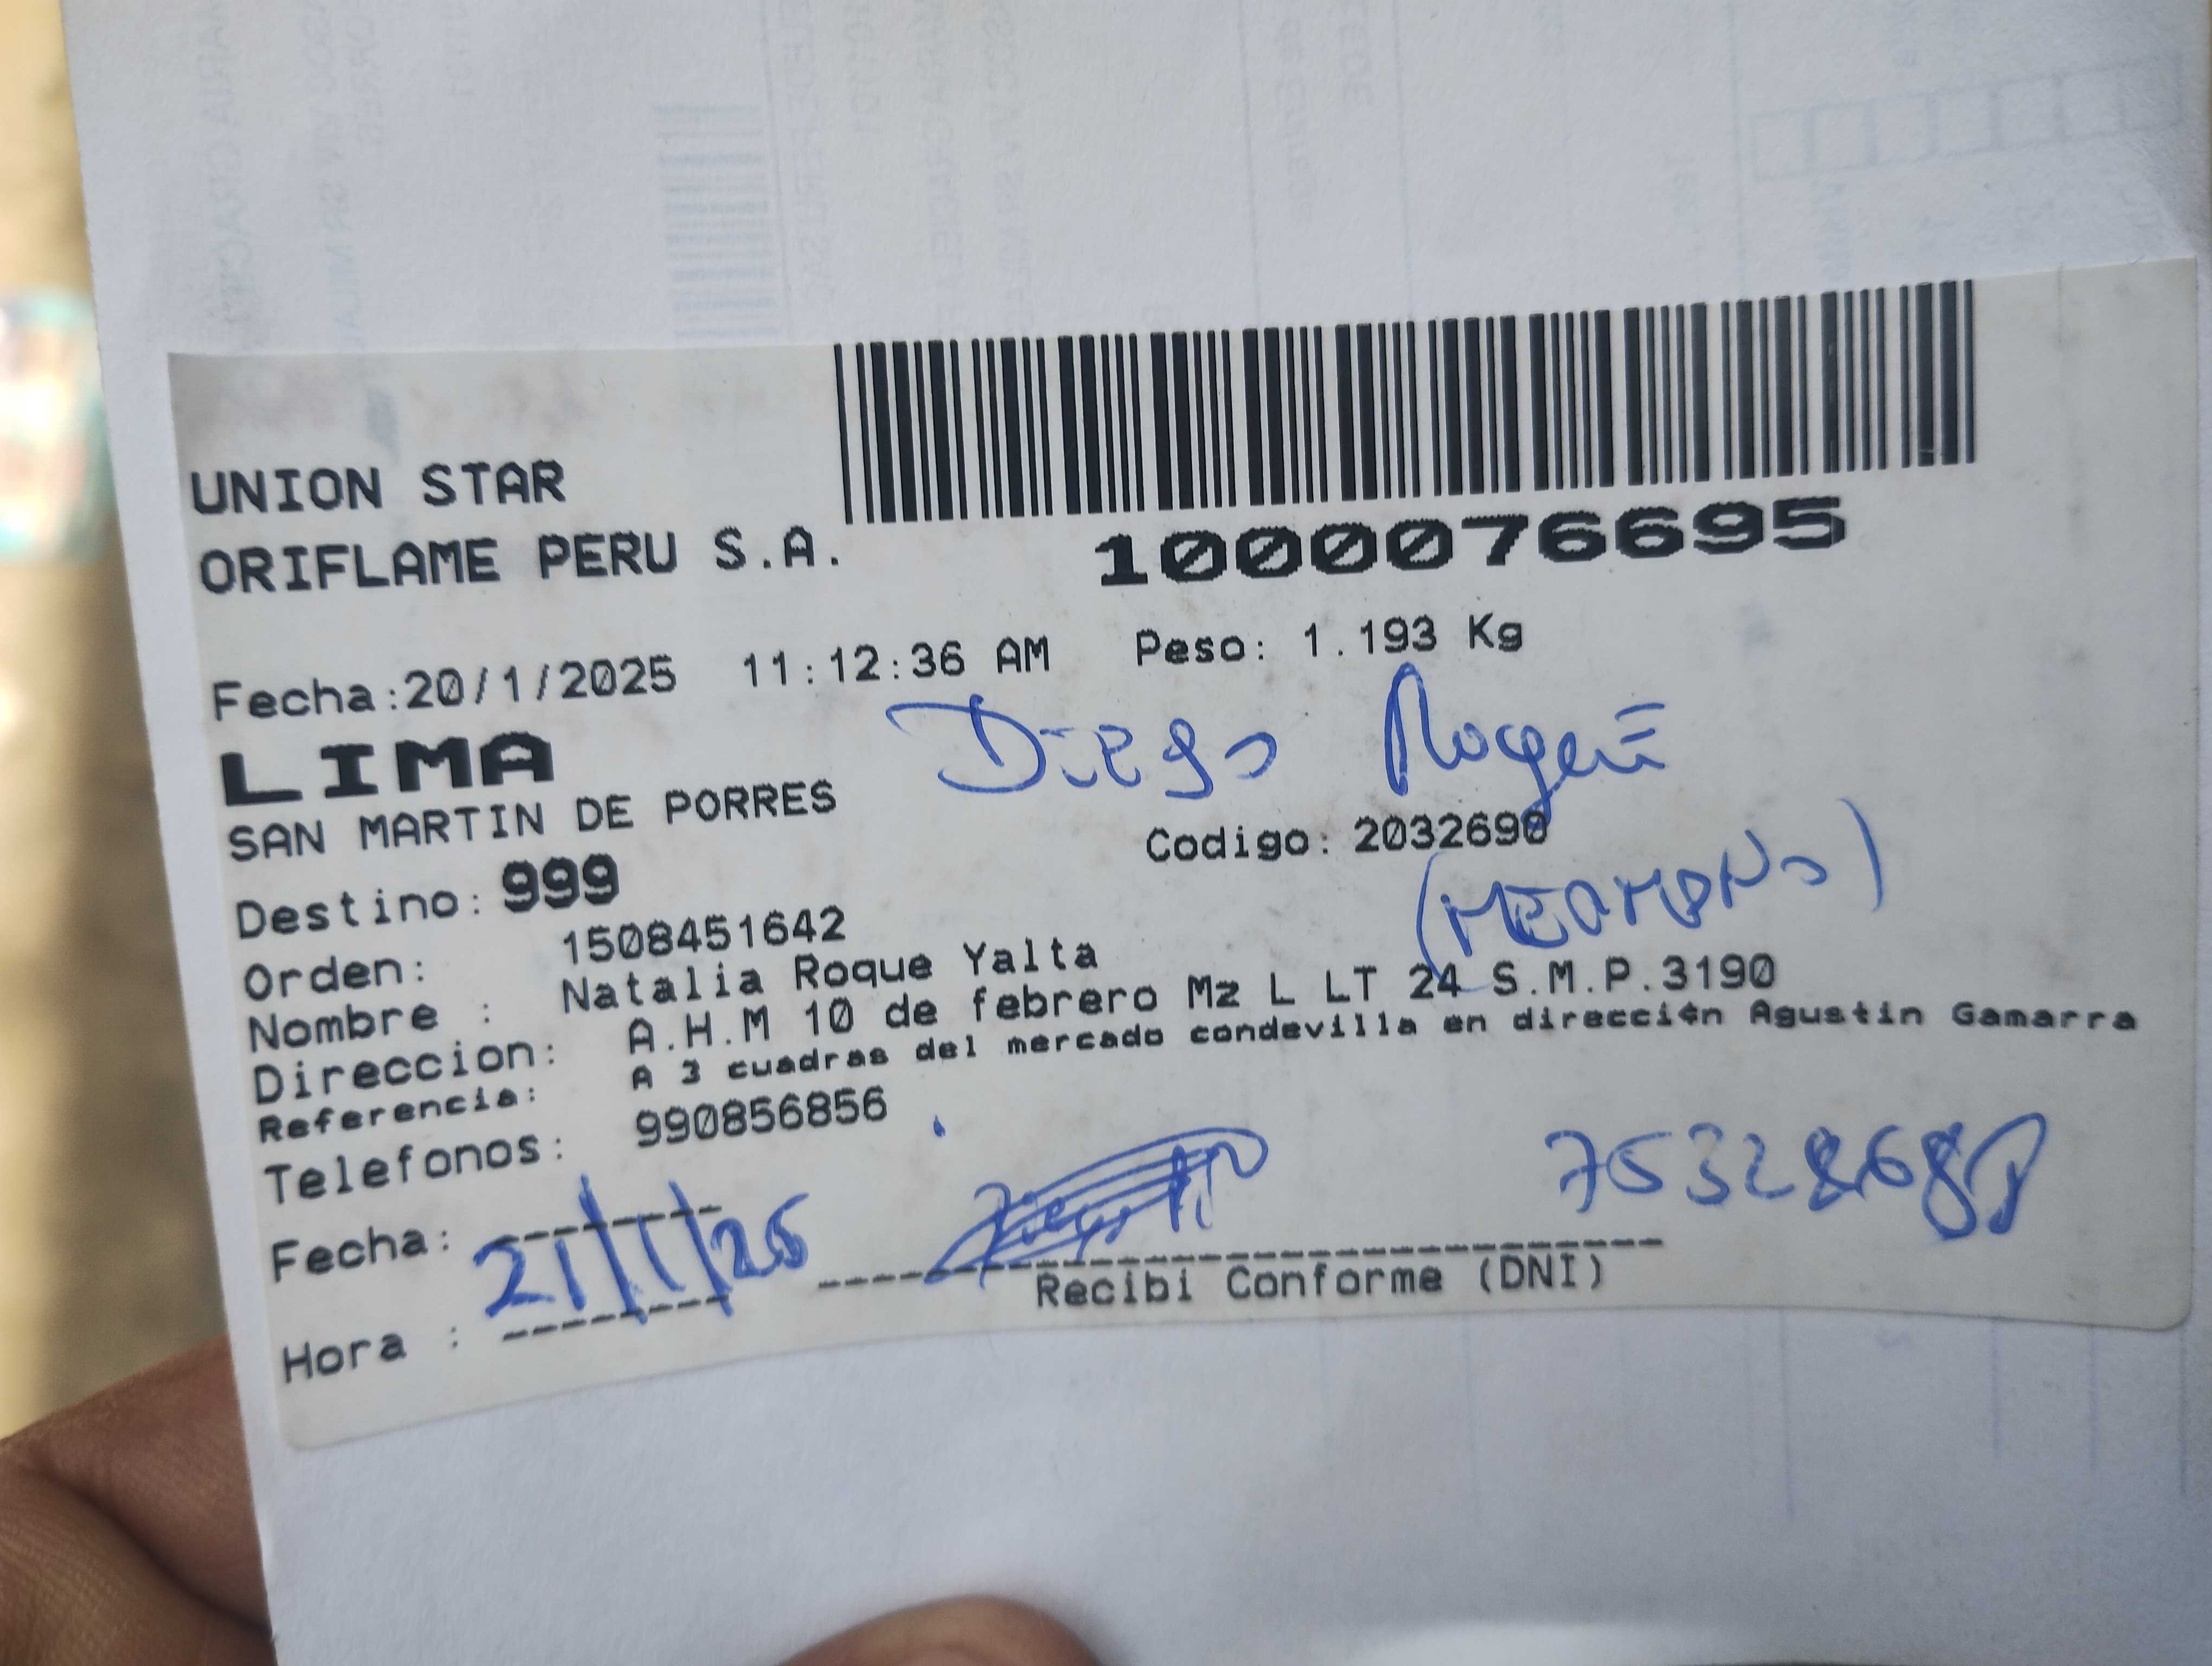 UNION STAR
ORIFLAME PERU S.A.
1000076695
Fecha:20/1/2025 11:12:36 AM Peso: 1.193 Kg
LIMA
Diego Roque
SAN MARTIN DE PORRES
Codigo: 2032690
Destino: 999
(HERMANO)
Orden: 1508451642
Nombre : Natalia Roque Yalta
Direccion: A.H.M 10 de febrero Mz L LT 24 S.M.P.3190
Referencia: A 3 cuadras del mercado condevilla en dirección Agustin Gamarra
Telefonos: 990856856
Fecha: 21/1/25
Recibi Conforme (DNI)
Hora :